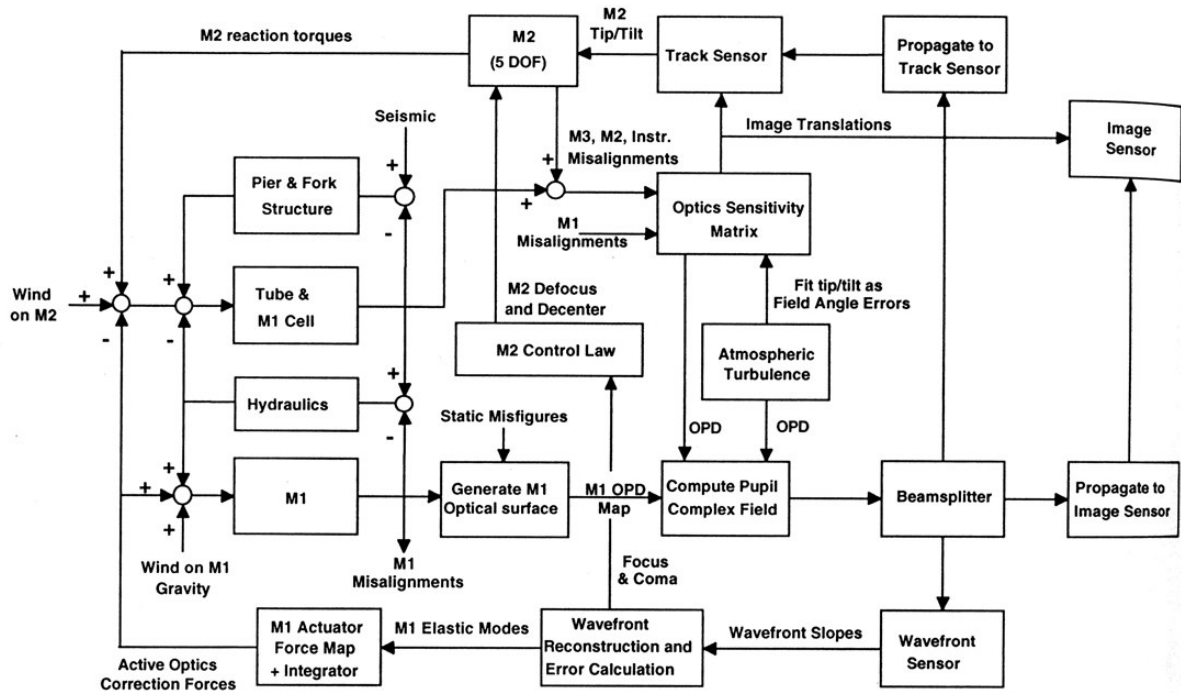 M2 reaction torques
M2
(5 DOF)
M2
Tip/Tilt
Track Sensor
Propagate to
Track Sensor
Seismic
+
-
M3, M2, Instr.
Misalignments
+
+
Image Translations
Image
Sensor
Pier & Fork
Structure
Optics Sensitivity
Matrix
M1
Misalignments
Wind
on M2
+
+
-
+
-
Tube &
M1 Cell
M2 Defocus
and Decenter
Fit tip/tilt as
Field Angle Errors
M2 Control Law
Atmospheric
Turbulence
Hydraulics
+
-
Static Misfigures
OPD
OPD
+
+
+
M1
Generate M1
Optical surface
M1 OPD
Map
Compute Pupil
Complex Field
Beamsplitter
Propagate to
Image Sensor
Wind on M1
Gravity
M1
Misalignments
Focus
& Coma
M1 Actuator
Force Map
+ Integrator
M1 Elastic Modes
Wavefront
Reconstruction and
Error Calculation
Wavefront Slopes
Wavefront
Sensor
Active Optics
Correction Forces